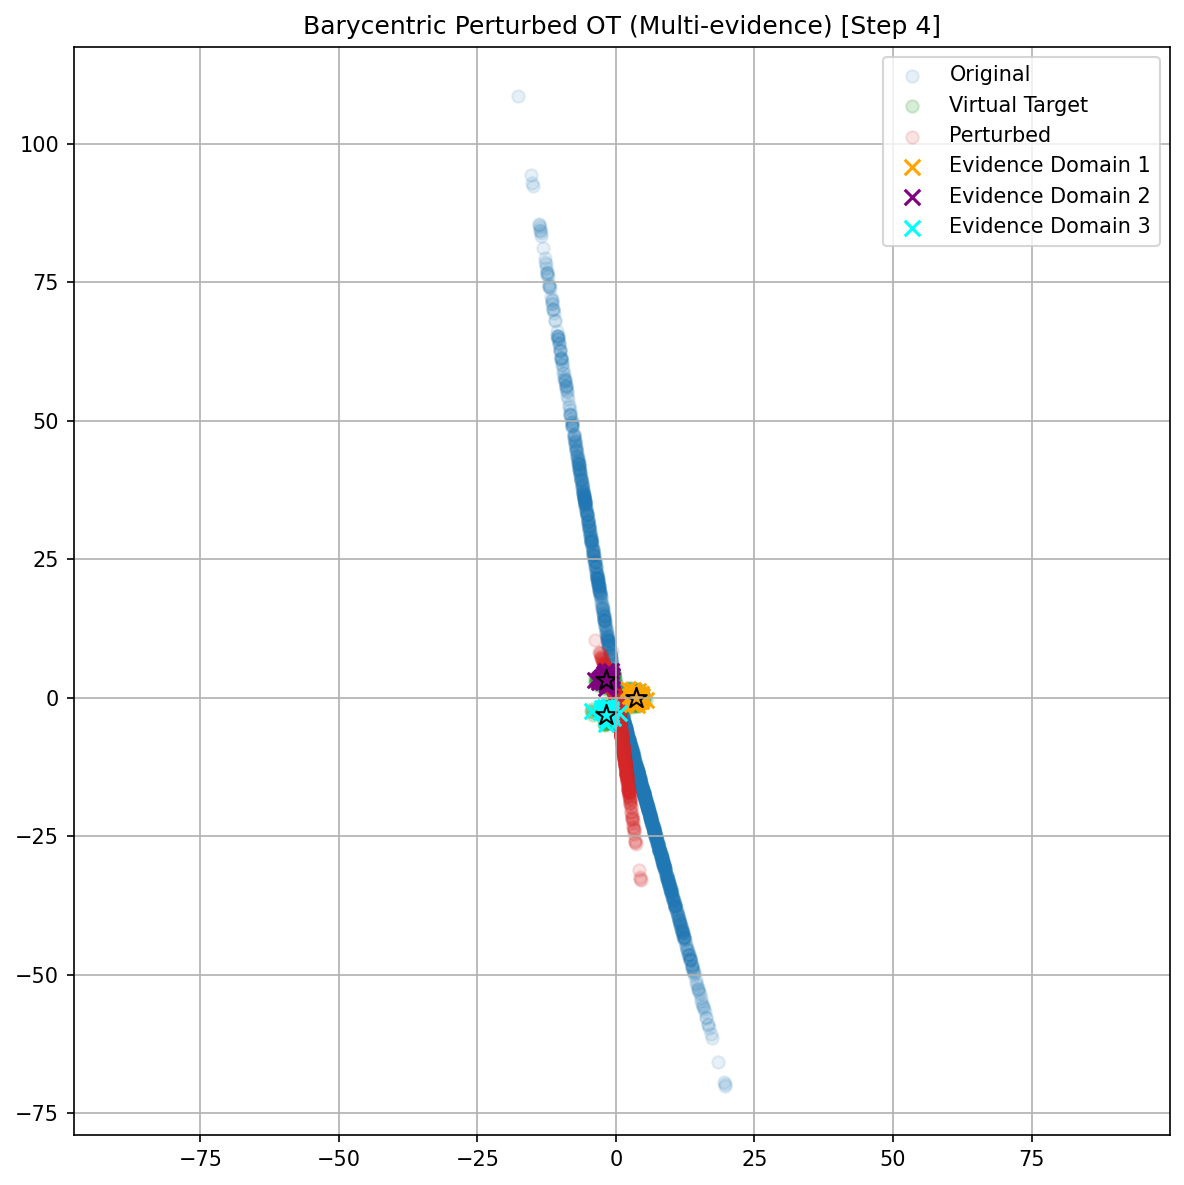 Barycentric Perturbed OT (Multi-evidence) [Step 4]
Original
Virtual Target
Perturbed
Evidence Domain 1
Evidence Domain 2
Evidence Domain 3
100
75
50
25
0
−25
−50
−75
−75 −50 −25 0 25 50 75